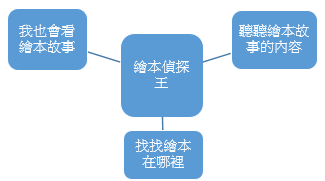 我也會看
繪本故事
聽聽繪本故
事的內容
繪本偵探
王
找找繪本
在哪裡